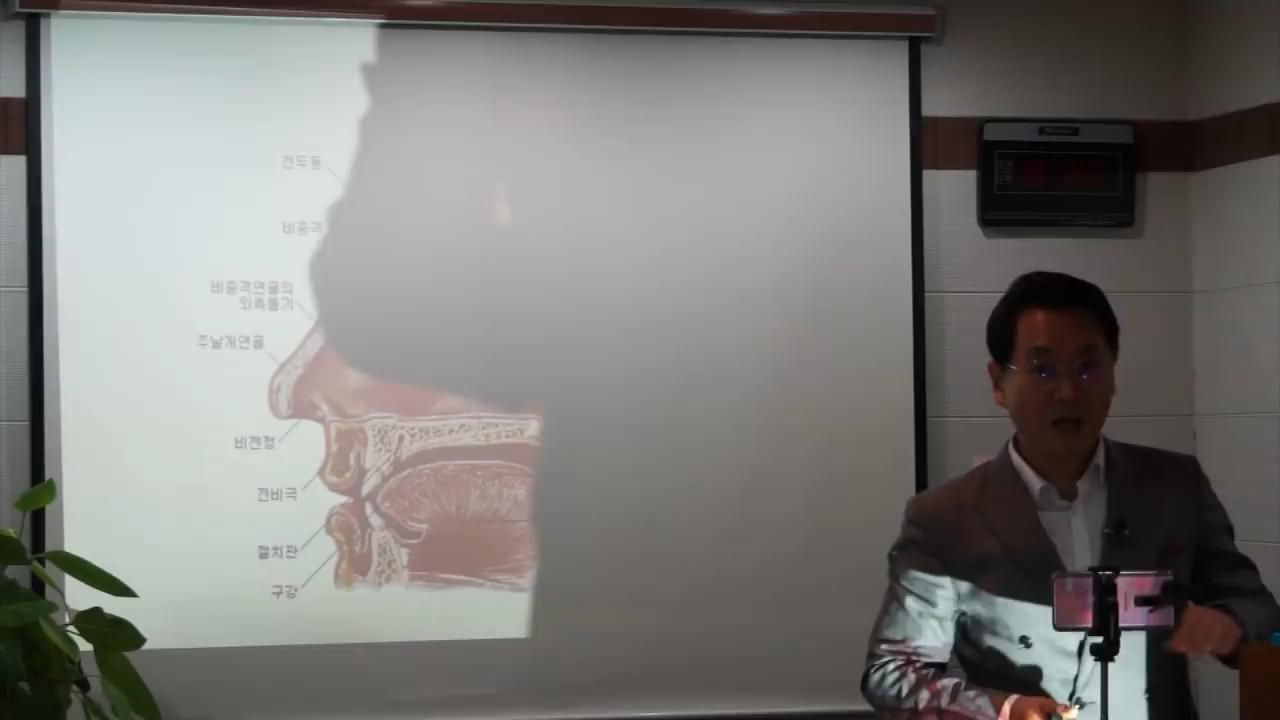 전두동
비중격
비중격연골의
외측돌기
주날개연골
비전정
전비극
절치관
구강